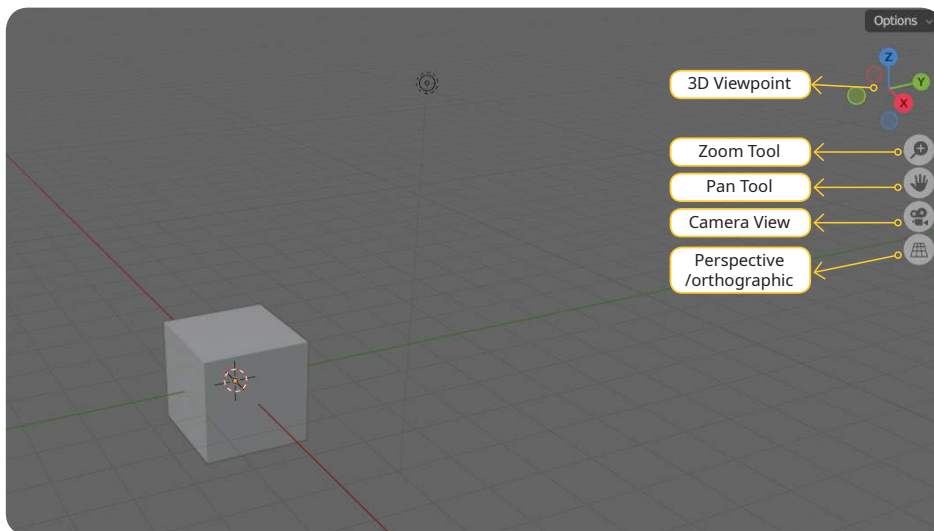 Options
Z
Y
X
3D Viewpoint
Zoom Tool
Pan Tool
Camera View
Perspective
/orthographic